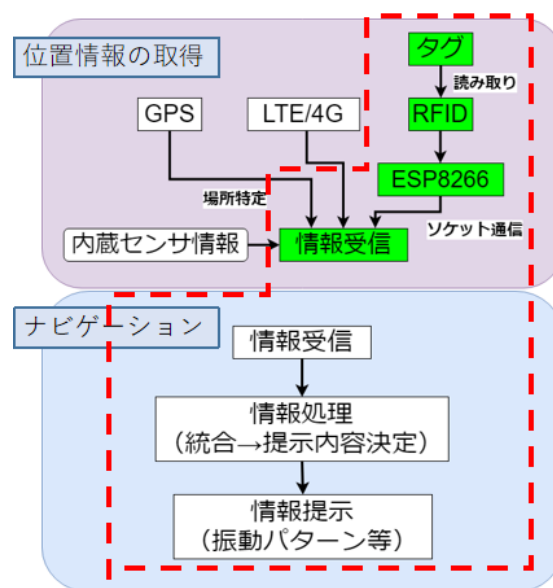 位置情報の取得
タグ
読み取り
GPS
LTE/4G
RFID
ESP8266
場所特定
ソケット通信
内蔵センサ情報
情報受信
ナビゲーション
情報受信
情報処理
（統合→提示内容決定）
情報提示
（振動パターン等）